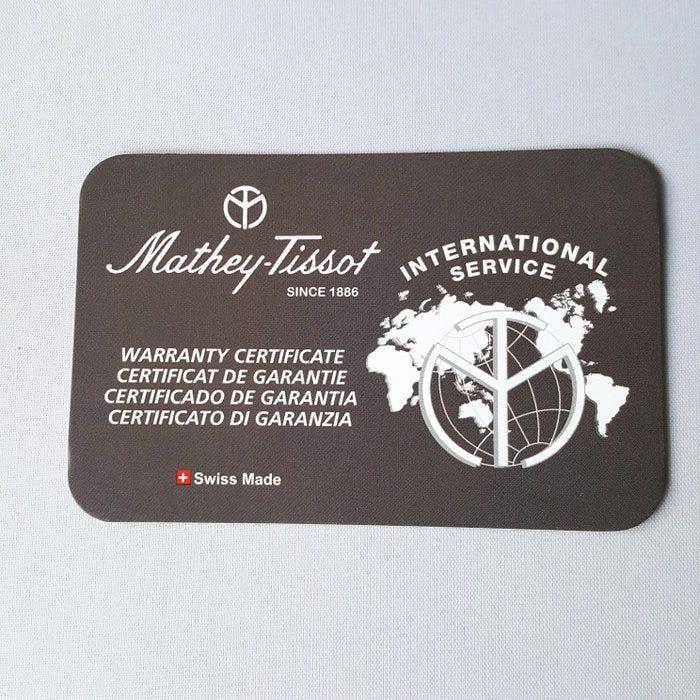 Mathey-Tissot
SINCE 1886
INTERNATIONAL
SERVICE
WARRANTY CERTIFICATE
CERTIFICAT DE GARANTIE
CERTIFICADO DE GARANTIA
CERTIFICATO DI GARANZIA
Swiss Made